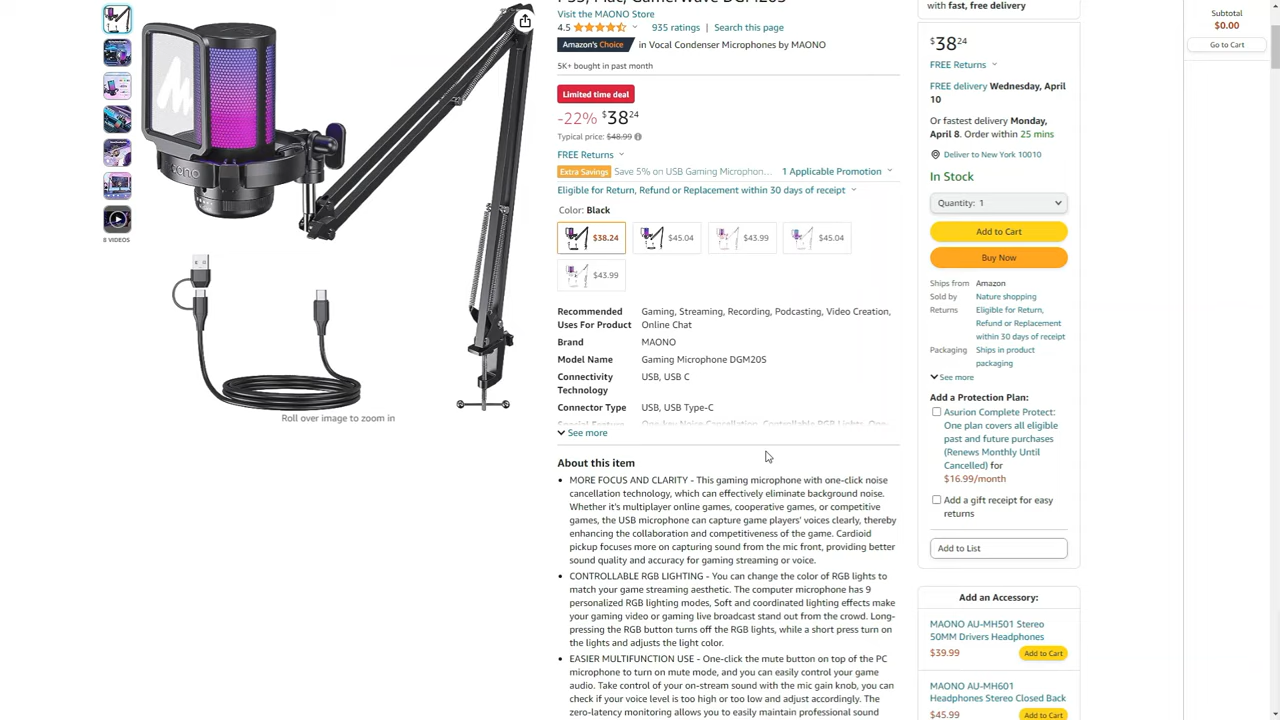 Visit the MAONO Store
4.5 935 ratings | Search this page
Amazon's Choice in Vocal Condenser Microphones by MAONO
5K+ bought in past month
Limited time deal
-22% $38 24
Typical price: $48.99
FREE Returns
Extra Savings Save 5% on USB Gaming Microphon... 1 Applicable Promotion
Eligible for Return, Refund or Replacement within 30 days of receipt
Color: Black
$38.24
$45.04
$43.99
$45.04
$43.99
Recommended Uses For Product Gaming, Streaming, Recording, Podcasting, Video Creation,
Online Chat
Brand MAONO
Model Name Gaming Microphone DGM20S
Connectivity Technology USB, USB C
Connector Type USB, USB Type-C
See more
About this item
MORE FOCUS AND CLARITY - This gaming microphone with one-click noise
cancellation technology, which can effectively eliminate background noise.
Whether it's multiplayer online games, cooperative games, or competitive
games, the USB microphone can capture game players' voices clearly, thereby
enhancing the collaboration and competitiveness of the game. Cardioid
pickup focuses more on capturing sound from the mic front, providing better
sound quality and accuracy for gaming streaming or voice.
CONTROLLABLE RGB LIGHTING - You can change the color of RGB lights to
match your game streaming aesthetic. The computer microphone has 9
personalized RGB lighting modes, Soft and coordinated lighting effects make
your gaming video or gaming live broadcast stand out from the crowd. Long-
pressing the RGB button turns off the RGB lights, while a short press turn on
the lights and adjusts the light color.
EASIER MULTIFUNCTION USE - One-click the mute button on top of the PC
microphone to turn on mute mode, and you can easily control your game
audio. Take control of your on-stream sound with the mic gain knob, you can
check if your voice level is too high or too low and adjust accordingly. The
zero-latency monitoring allows you to easily maintain professional sound
8 VIDEOS
maono
Roll over image to zoom in
with fast, free delivery
$38 24
FREE Returns
FREE delivery Wednesday, April
10
Or fastest delivery Monday,
April 8. Order within 25 mins
Deliver to New York 10010
In Stock
Quantity: 1
Add to Cart
Buy Now
Ships from Amazon
Sold by Nature shopping
Returns Eligible for Return,
Refund or Replacement
within 30 days of receipt
Packaging Ships in product
packaging
See more
Add a Protection Plan:
Asurion Complete Protect:
One plan covers all eligible
past and future purchases
(Renews Monthly Until
Cancelled) for
$16.99/month
Add a gift receipt for easy
returns
Add to List
Add an Accessory:
MAONO AU-MH501 Stereo
50MM Drivers Headphones
$39.99 Add to Cart
MAONO AU-MH601
Headphones Stereo Closed Back
$45.99 Add to Cart
Subtotal
$0.00
Go to Cart